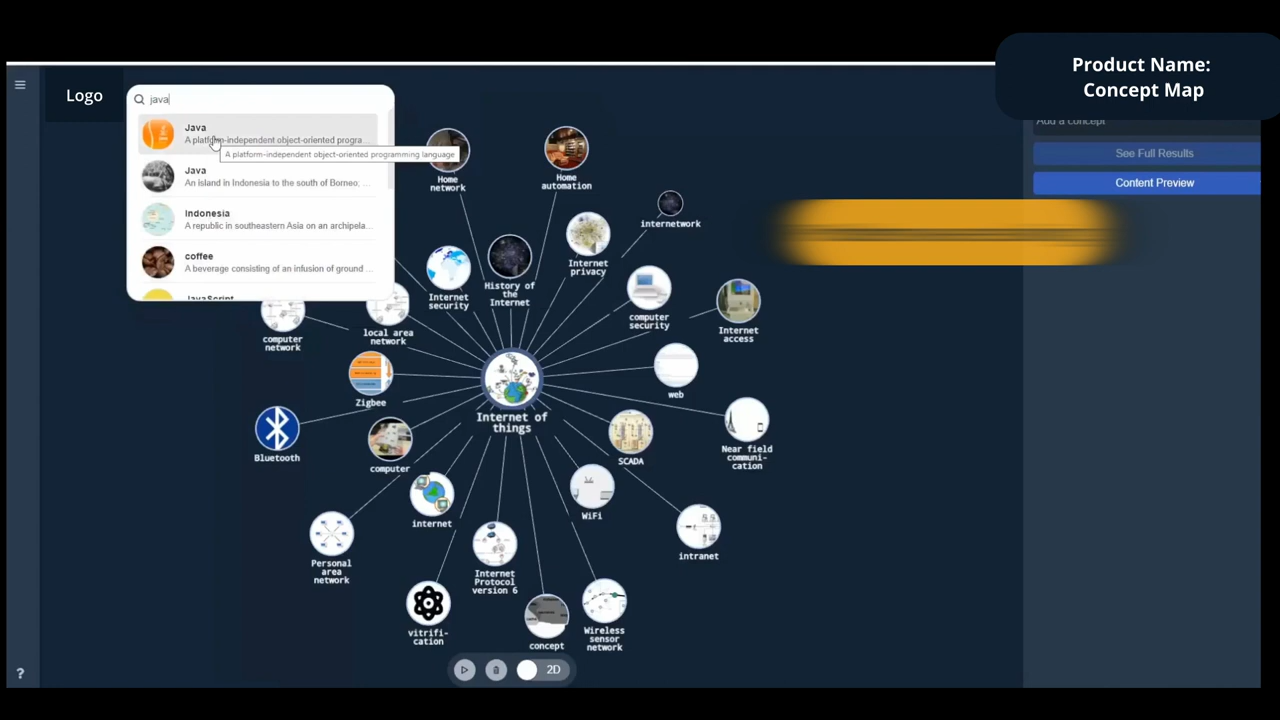 Product Name:
Concept Map
Logo
java
Java
A platform-independent object-oriented progra...
A platform-independent object-oriented programming language
Java
An island in Indonesia to the south of Borneo; ...
Indonesia
A republic in southeastern Asia on an archipela...
coffee
A beverage consisting of an infusion of ground ...
JavaScript
Add a concept
See Full Results
Content Preview
Home
network
Home
automation
internetwork
Internet
privacy
History of
the
Internet
Internet
security
computer
security
Internet
access
computer
network
local area
network
web
Zigbee
Internet of
things
Bluetooth
computer
SCADA
Near field
communi-
cation
internet
WiFi
intranet
Personal
area
network
Internet
Protocol
version 6
vitrifi-
cation
concept
Wireless
sensor
network
2D
?